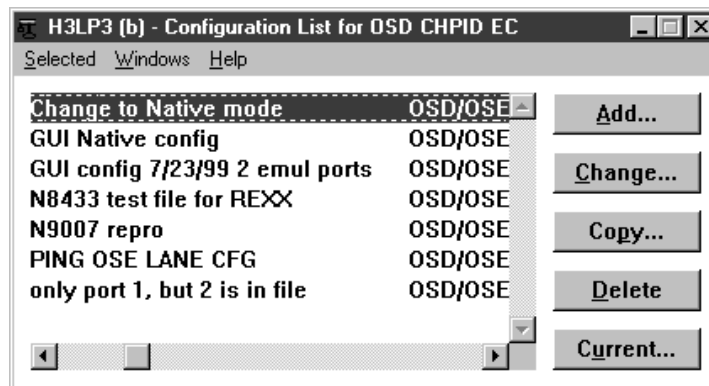 H3LP3 (b) - Configuration List for OSD CHPID EC
Selected Windows Help
Change to Native mode OSD/OSE
GUI Native config OSD/OSE
GUI config 7/23/99 2 emul ports OSD/OSE
N8433 test file for REXX OSD/OSE
N9007 repro OSD/OSE
PING OSE LANE CFG OSD/OSE
only port 1, but 2 is in file OSD/OSE
Add...
Change...
Copy...
Delete
Current...